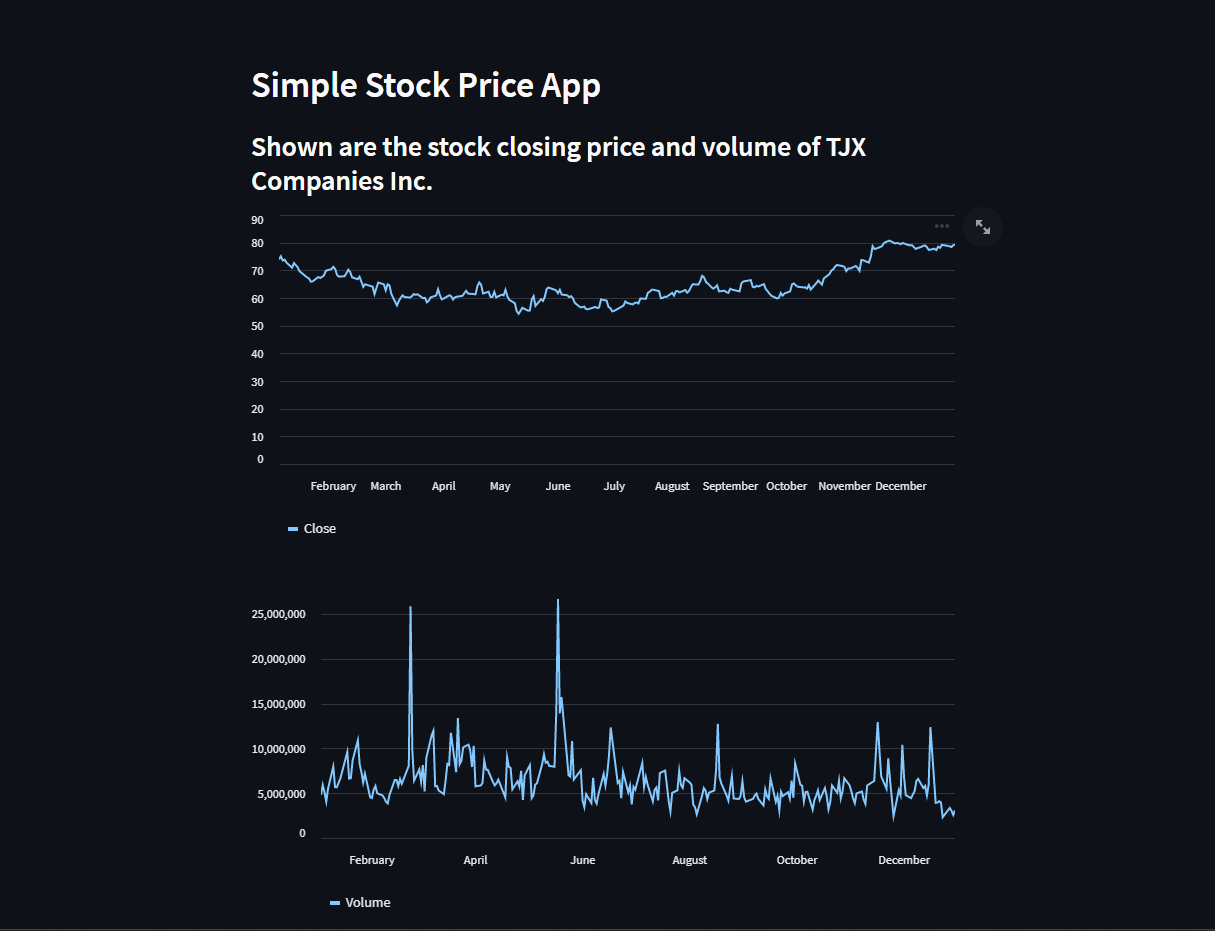 Simple Stock Price App
Shown are the stock closing price and volume of TJX
Companies Inc.
90
80
70
60
50
40
30
20
10
0
February March April May June July August September October November December
Close
25,000,000
20,000,000
15,000,000
10,000,000
5,000,000
0
February April June August October December
Volume